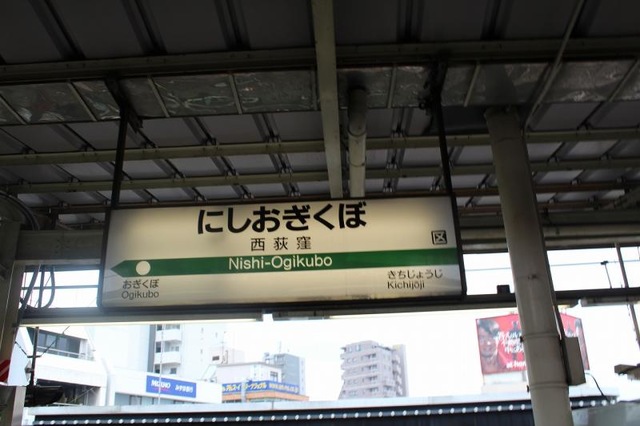 にしおぎくぼ
西荻窪
区
Nishi-Ogikubo
おぎくぼ
Ogikubo
きちじょうじ
Kichijōji
MIZUHO